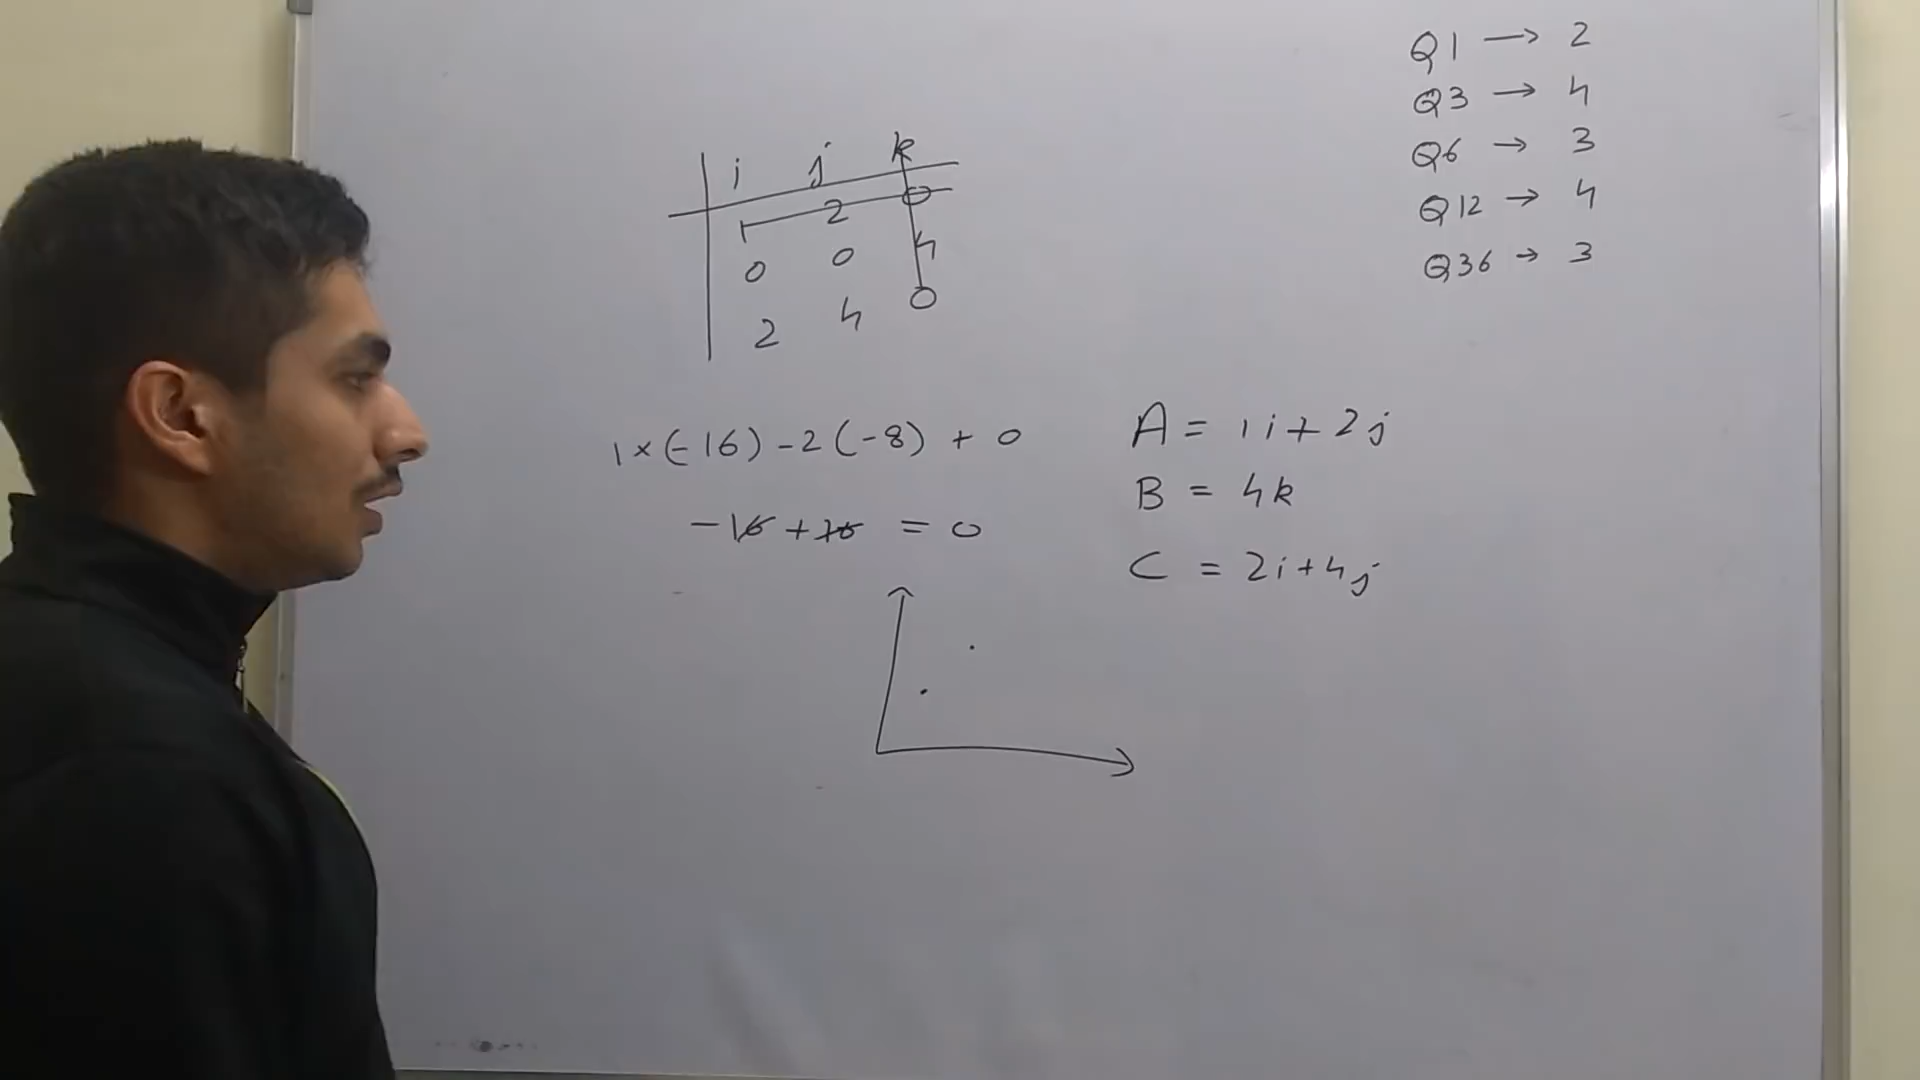 i j k
1 2 0
0 0 4
2 4 0
1 × (-16) - 2 (-8) + 0
- 16 + 16 = 0
A = 1i + 2j
B = 4k
C = 2i + 4j
Q1 → 2
Q3 → 4
Q6 → 3
Q12 → 4
Q36 → 3